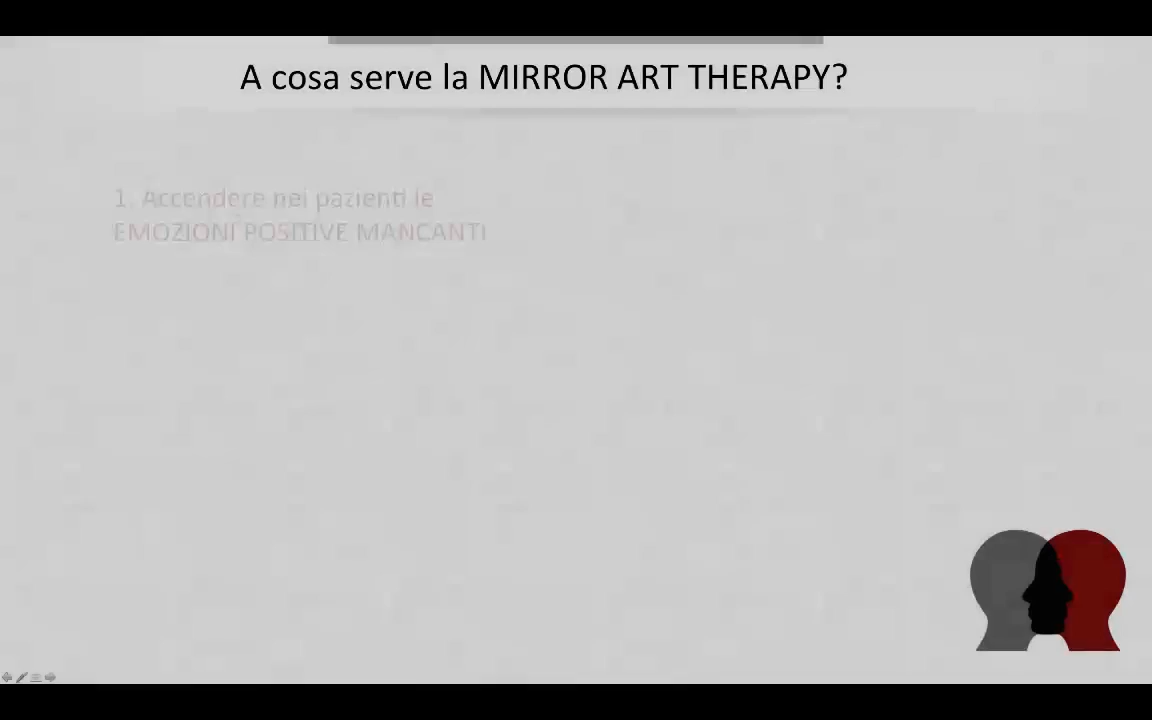 A cosa serve la MIRROR ART THERAPY?
1. Accendere nei pazienti le
EMOZIONI POSITIVE MANCANTI